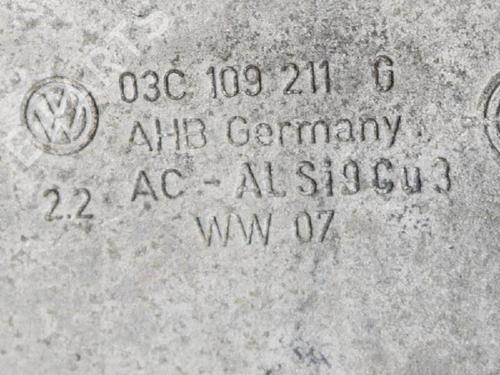 03C 109 211 G
AHB Germany
AC - ALSi9Cu3
2.2
WW 07